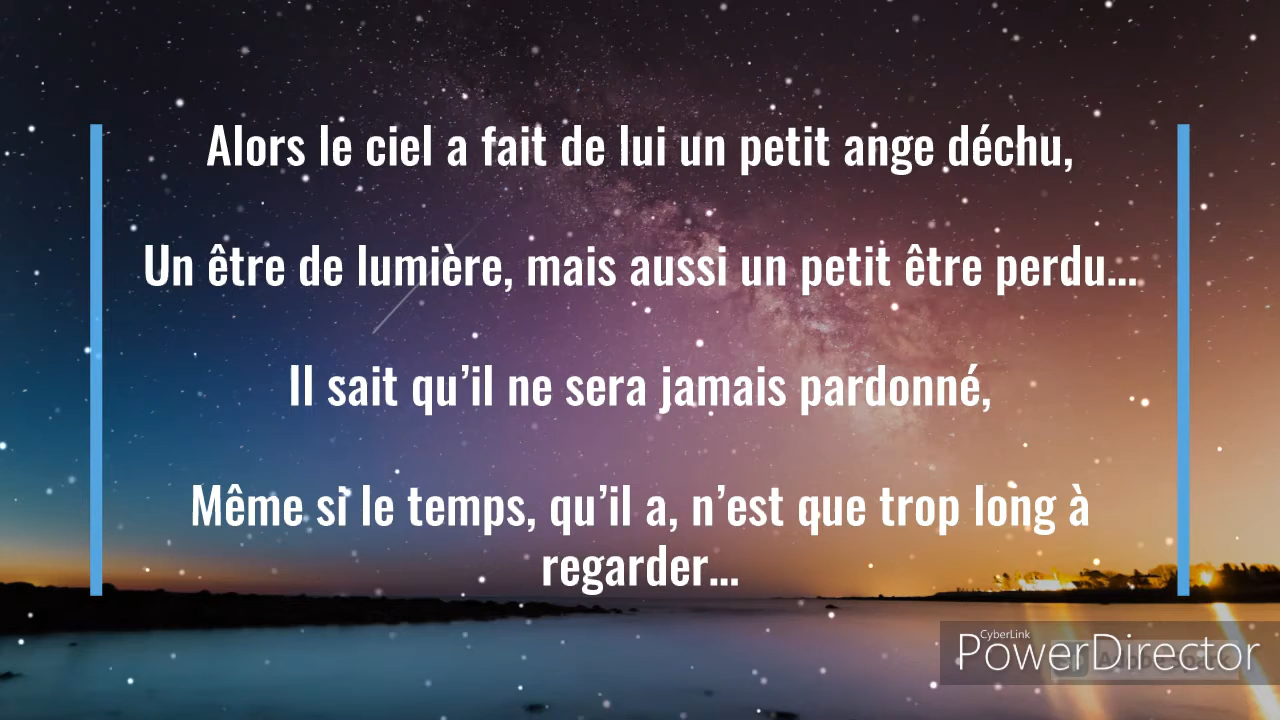 Alors le ciel a fait de lui un petit ange déchu,
Un être de lumière, mais aussi un petit être perdu...
Il sait qu’il ne sera jamais pardonné,
Même si le temps, qu’il a, n’est que trop long à
regarder...
CyberLink
PowerDirector